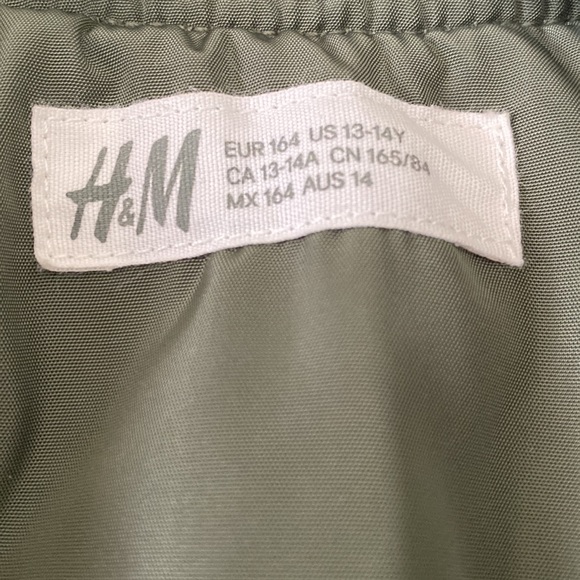 H&M
EUR 164 US 13-14Y
CA 13-14A CN 165/84
MX 164 AUS 14